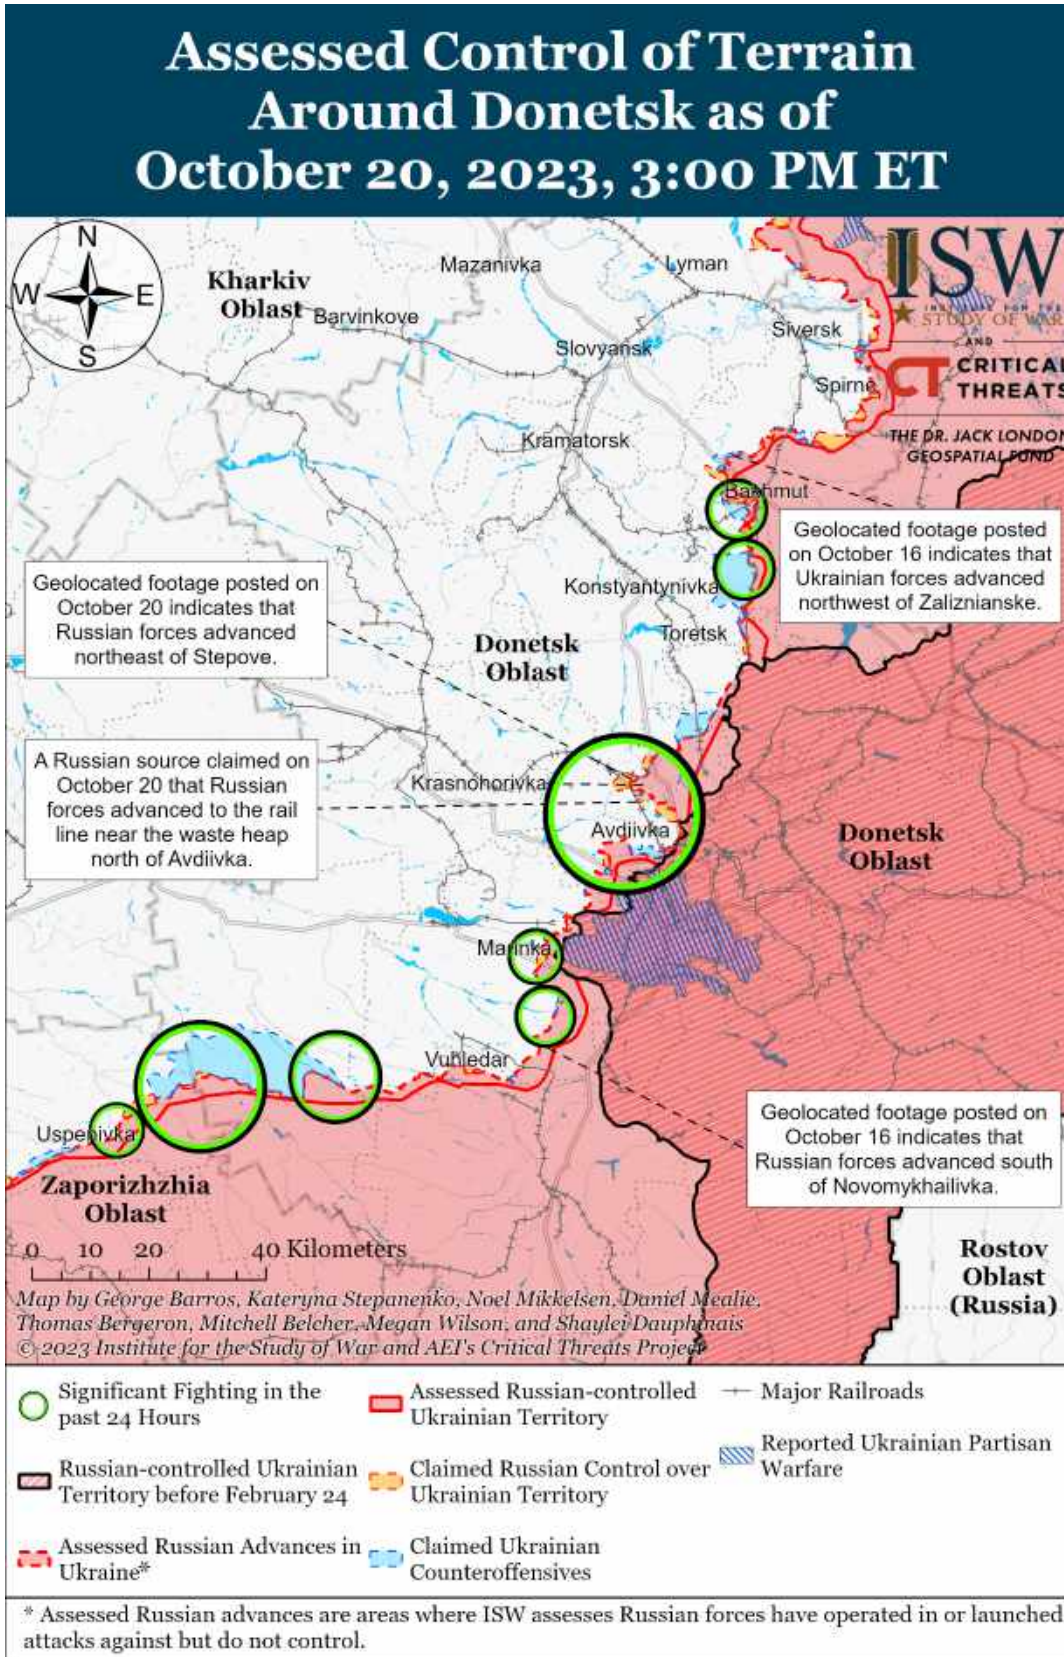 Assessed Control of Terrain
Around Donetsk as of
October 20, 2023, 3:00 PM ET
N
W
E
S
Kharkiv
Oblast
Mazanivka
Lyman
Barvinkove
Slovyansk
Siversk
Spirne
Kramatorsk
ISW
INSTITUTE FOR THE
STUDY OF WAR
AND
CT CRITICAL
THREATS
THE DR. JACK LONDON
GEOSPATIAL FUND
Bakhmut
Geolocated footage posted
on October 16 indicates that
Ukrainian forces advanced
northwest of Zaliznianske.
Konstyantynivka
Toretsk
Geolocated footage posted on
October 20 indicates that
Russian forces advanced
northeast of Stepove.
Donetsk
Oblast
A Russian source claimed on
October 20 that Russian
forces advanced to the rail
line near the waste heap
north of Avdiivka.
Krasnohorivka
Avdiivka
Donetsk
Oblast
Marinka
Vuhledar
Uspenivka
Geolocated footage posted on
October 16 indicates that
Russian forces advanced south
of Novomykhailivka.
Zaporizhzhia
Oblast
Rostov
Oblast
(Russia)
0 10 20 40 Kilometers
Map by George Barros, Kateryna Stepanenko, Noel Mikkelsen, Daniel Mealie,
Thomas Bergeron, Mitchell Belcher, Megan Wilson, and Shaylei Dauphinais
© 2023 Institute for the Study of War and AEI's Critical Threats Project
Significant Fighting in the
past 24 Hours
Russian-controlled Ukrainian
Territory before February 24
Assessed Russian Advances in
Ukraine*
Assessed Russian-controlled
Ukrainian Territory
Claimed Russian Control over
Ukrainian Territory
Claimed Ukrainian
Counteroffensives
Major Railroads
Reported Ukrainian Partisan
Warfare
* Assessed Russian advances are areas where ISW assesses Russian forces have operated in or launched
attacks against but do not control.